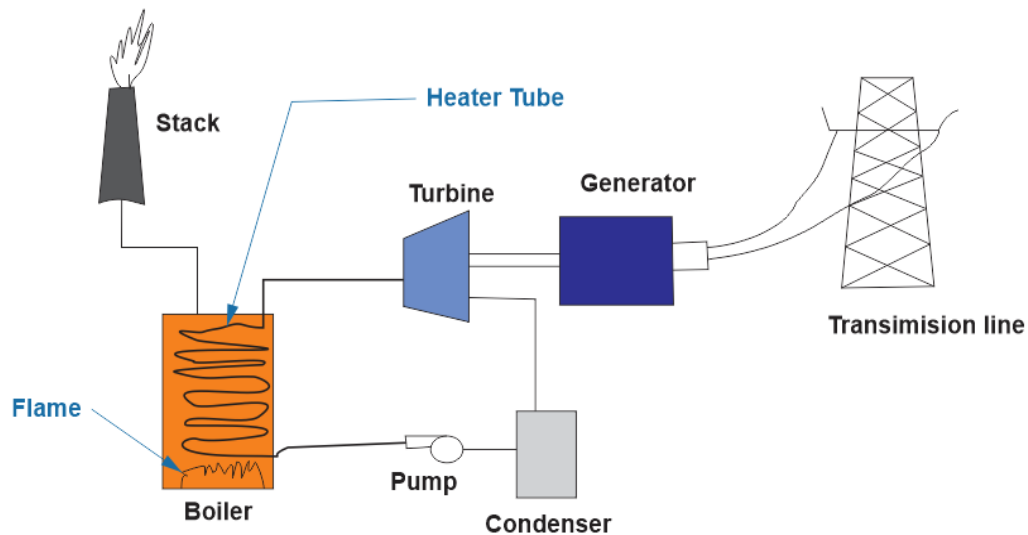 Heater Tube
Stack
Generator
Turbine
Transimision line
Flame
Pump
Boiler
Condenser